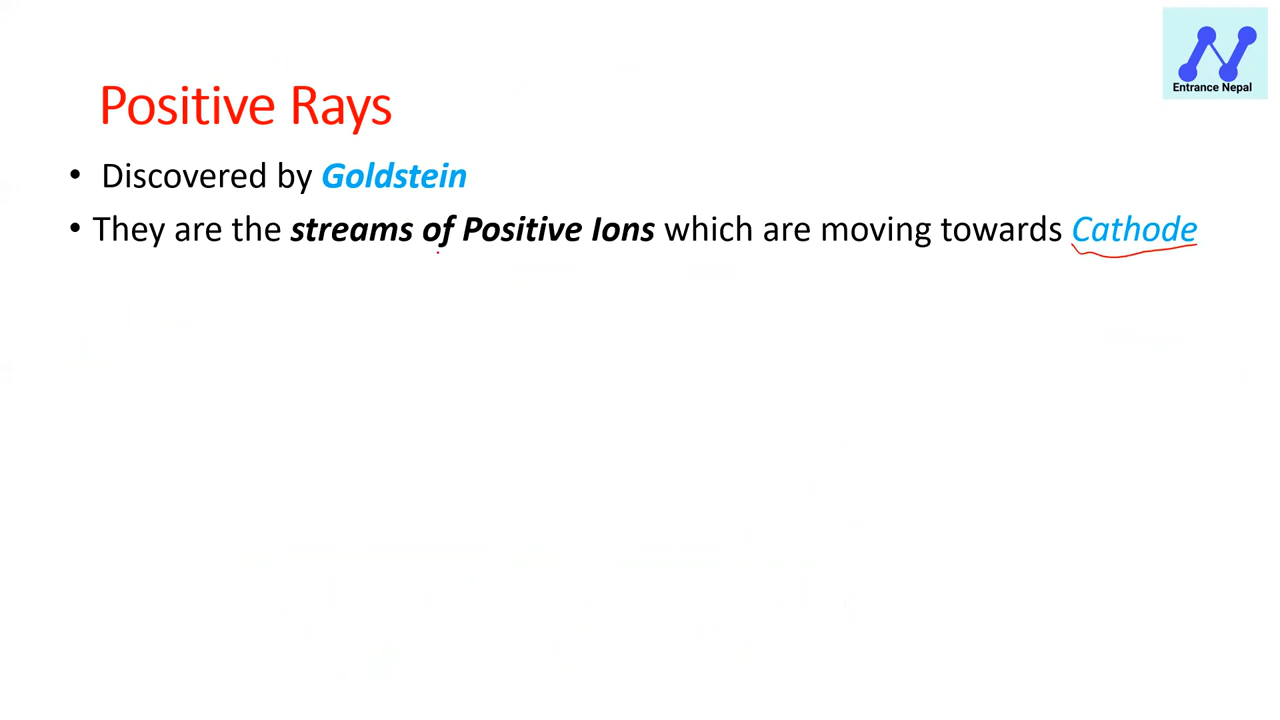 Entrance Nepal
Positive Rays
• Discovered by Goldstein
• They are the streams of Positive Ions which are moving towards Cathode